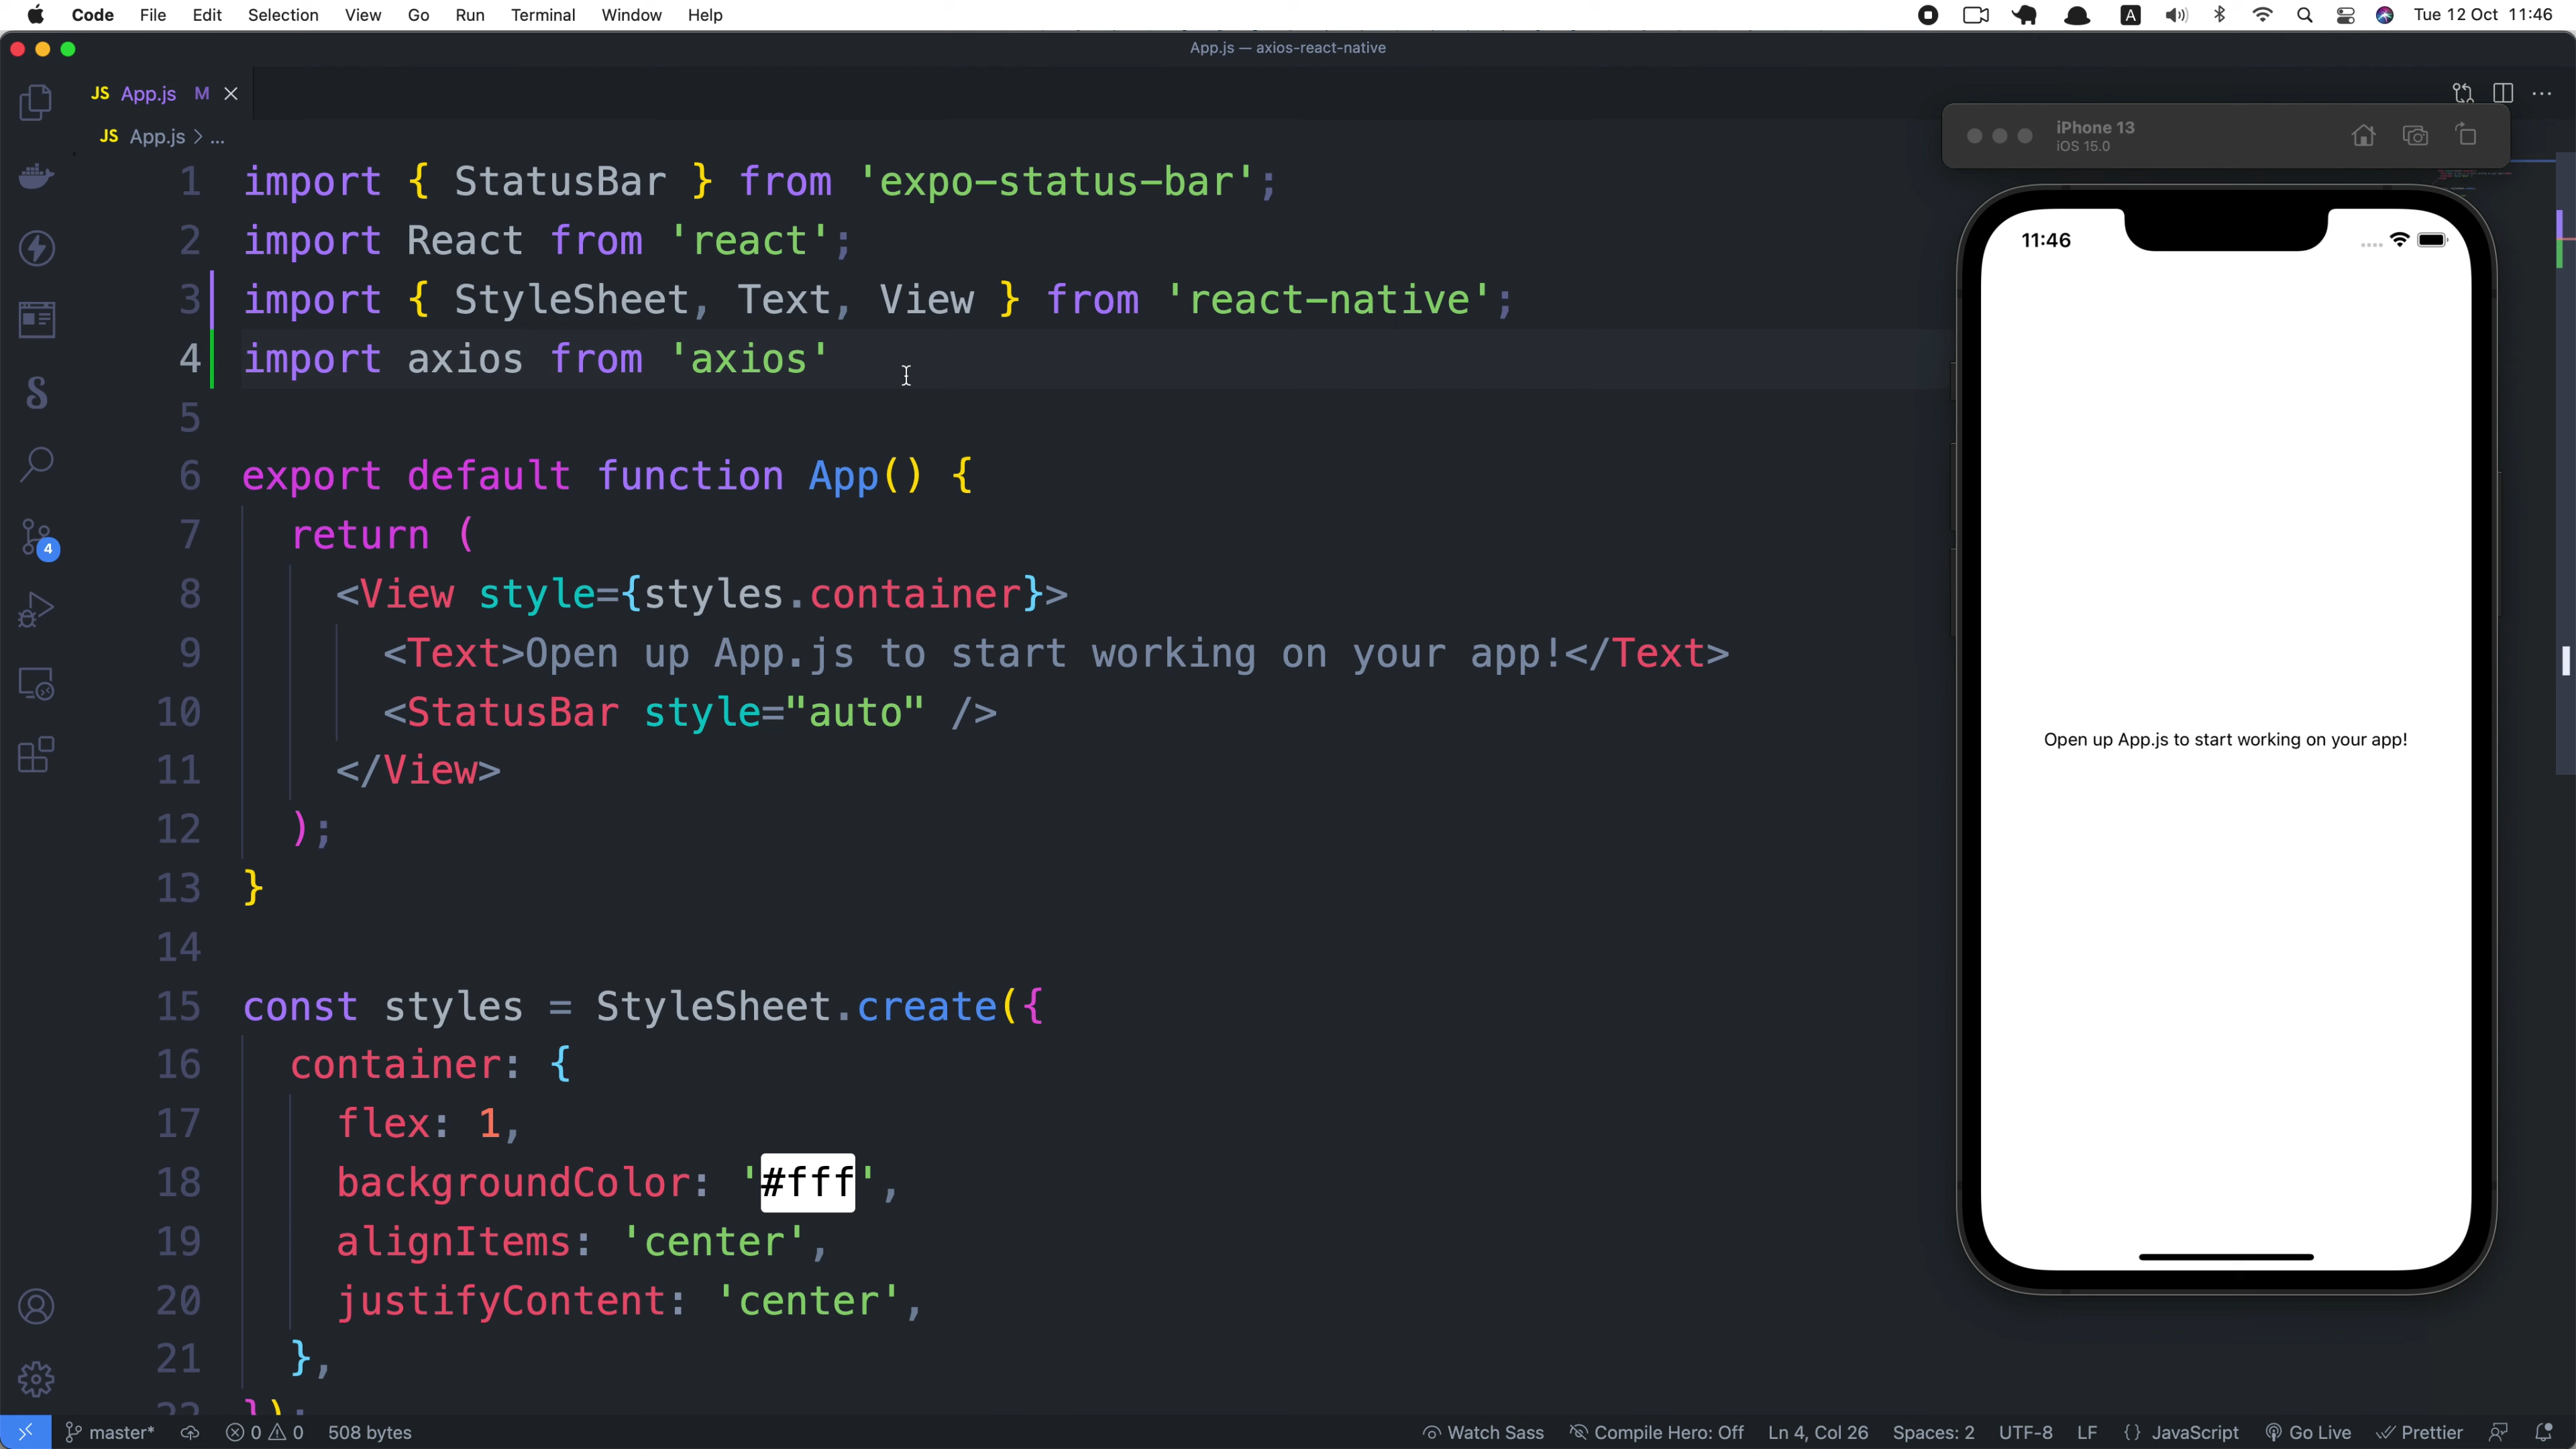 Code File Edit Selection View Go Run Terminal Window Help
A Tue 12 Oct 11:46
App.js — axios-react-native
JS App.js M
JS App.js > ...
1 import { StatusBar } from 'expo-status-bar';
2 import React from 'react';
3 import { StyleSheet, Text, View } from 'react-native';
4 import axios from 'axios'
5
6 export default function App() {
7 return (
8 <View style={styles.container}>
9 <Text>Open up App.js to start working on your app!</Text>
10 <StatusBar style="auto" />
11 </View>
12 );
13 }
14
15 const styles = StyleSheet.create({
16 container: {
17 flex: 1,
18 backgroundColor: '#fff',
19 alignItems: 'center',
20 justifyContent: 'center',
21 },
22 });
4
iPhone 13
iOS 15.0
11:46
Open up App.js to start working on your app!
master* 0 0 508 bytes Watch Sass Compile Hero: Off Ln 4, Col 26 Spaces: 2 UTF-8 LF {} JavaScript Go Live Prettier